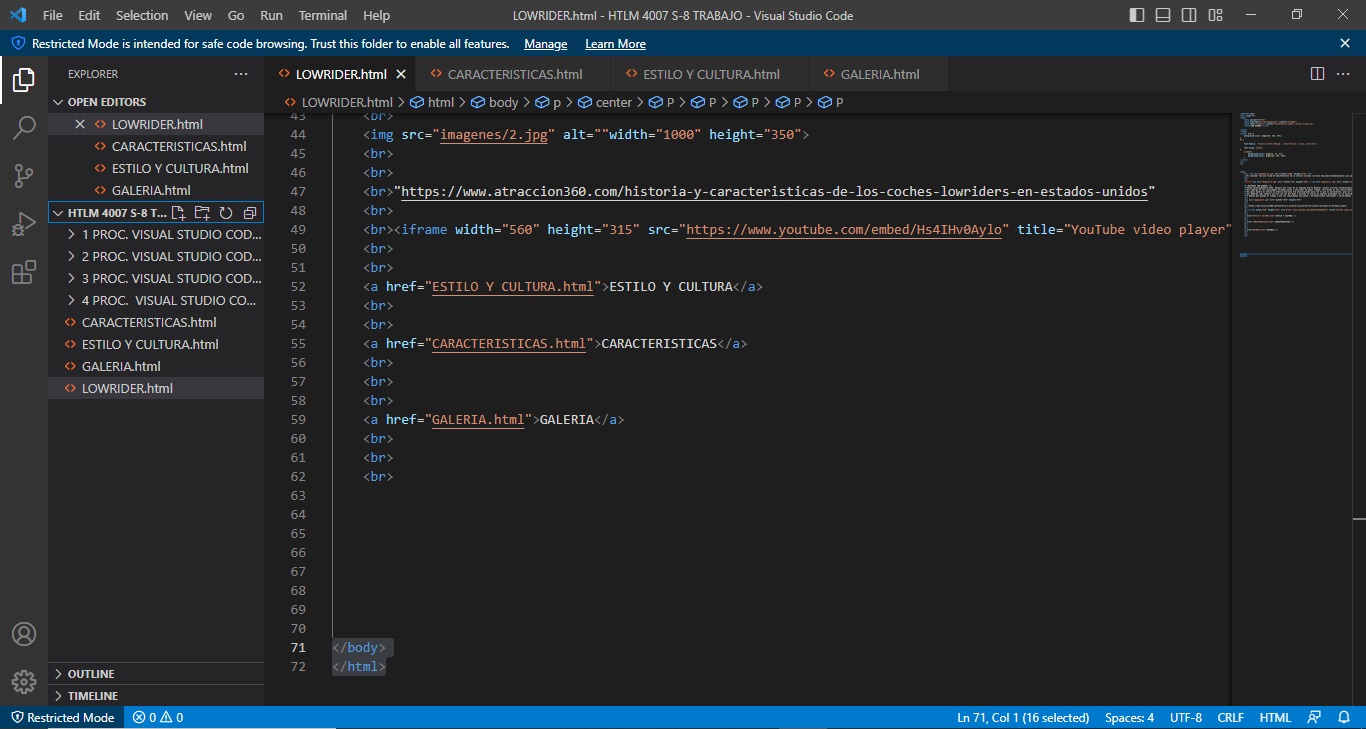 File Edit Selection View Go Run Terminal Help LOWRIDER.html - HTLM 4007 S-8 TRABAJO - Visual Studio Code
Restricted Mode is intended for safe code browsing. Trust this folder to enable all features. Manage Learn More
EXPLORER
OPEN EDITORS
LOWRIDER.html
CARACTERISTICAS.html
ESTILO Y CULTURA.html
GALERIA.html
HTLM 4007 S-8 T...
1 PROC. VISUAL STUDIO COD...
2 PROC. VISUAL STUDIO COD...
3 PROC. VISUAL STUDIO COD...
4 PROC. VISUAL STUDIO CO...
CARACTERISTICAS.html
ESTILO Y CULTURA.html
GALERIA.html
LOWRIDER.html
OUTLINE
TIMELINE
LOWRIDER.html CARACTERISTICAS.html ESTILO Y CULTURA.html GALERIA.html
LOWRIDER.html > html > body > p > center > P > P > P > P > P
43 <br>
44 <img src="imagenes/2.jpg" alt=""width="1000" height="350">
45 <br>
46 <br>
47 <br>"https://www.atraccion360.com/historia-y-caracteristicas-de-los-coches-lowriders-en-estados-unidos"
48 <br>
49 <br><iframe width="560" height="315" src="https://www.youtube.com/embed/Hs4IHv0Aylo" title="YouTube video player"
50 <br>
51 <br>
52 <a href="ESTILO Y CULTURA.html">ESTILO Y CULTURA</a>
53 <br>
54 <br>
55 <a href="CARACTERISTICAS.html">CARACTERISTICAS</a>
56 <br>
57 <br>
58 <br>
59 <a href="GALERIA.html">GALERIA</a>
60 <br>
61 <br>
62 <br>
63
64
65
66
67
68
69
70
71 </body>
72 </html>
Restricted Mode 0 0 Ln 71, Col 1 (16 selected) Spaces: 4 UTF-8 CRLF HTML